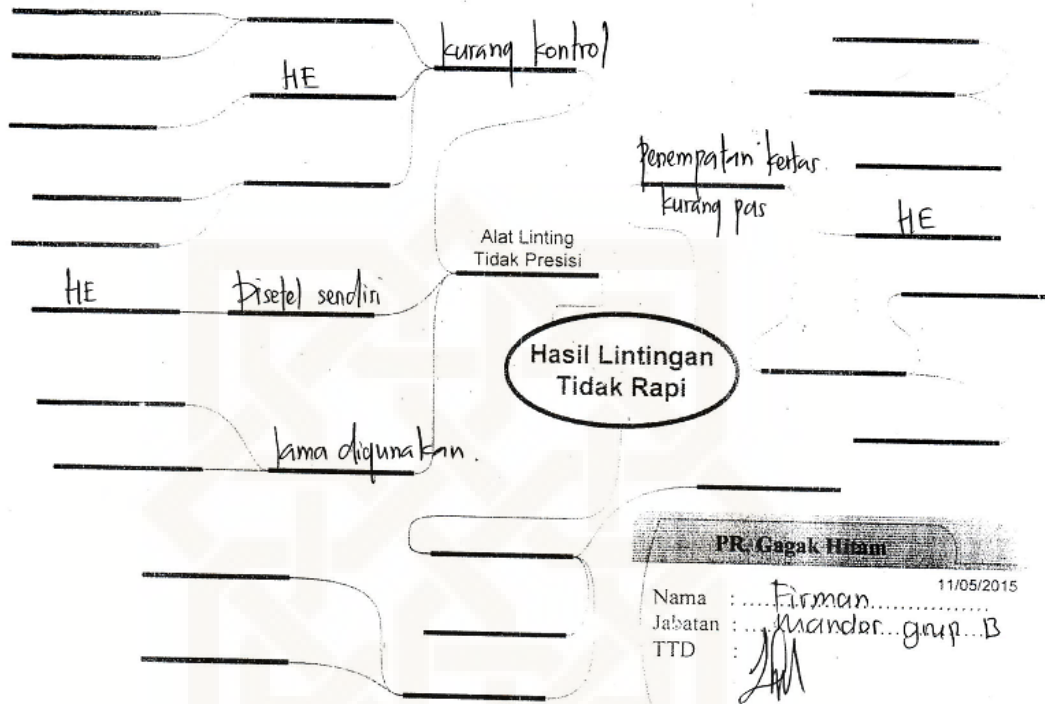 kurang kontrol
HE
Penempatan kertas
kurang pas
HE
Alat Linting
Tidak Presisi
HE
Disetel sendiri
Hasil Lintingan
Tidak Rapi
lama digunakan.
PR. Gagak Hitam
11/05/2015
Nama : Firman
Jabatan : Mandor grup B
TTD :